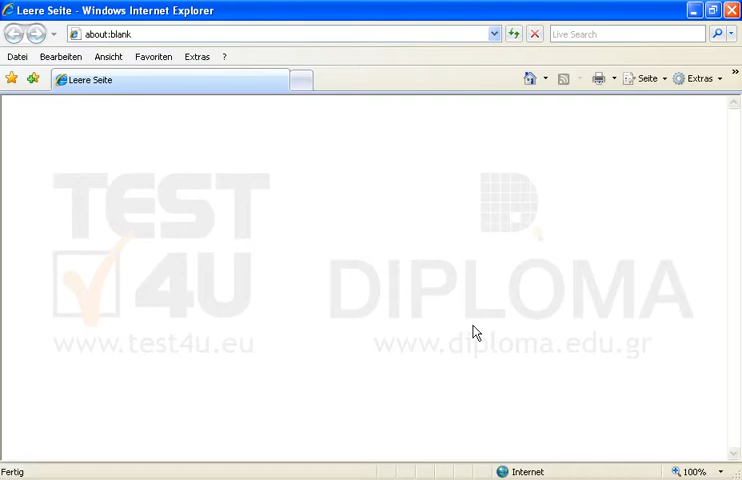 Leere Seite - Windows Internet Explorer
about:blank
Live Search
Datei Bearbeiten Ansicht Favoriten Extras ?
Leere Seite
Seite Extras
TEST
4U
www.test4u.eu
D
DIPLOMA
www.diploma.edu.gr
Fertig
Internet
100%